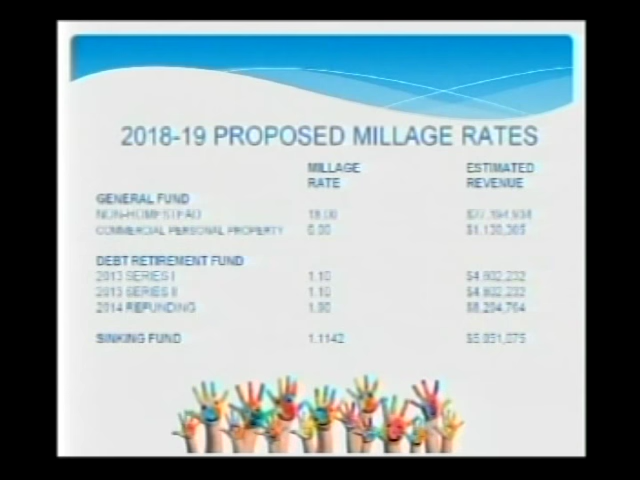 2018-19 PROPOSED MILLAGE RATES
MILLAGE RATE ESTIMATED REVENUE
GENERAL FUND
NON-HOMESTEAD 18.00
COMMERCIAL PERSONAL PROPERTY 6.00
DEBT RETIREMENT FUND
2013 SERIES I 1.10
2013 SERIES II 1.10
2014 REFUNDING
SINKING FUND 1.1142